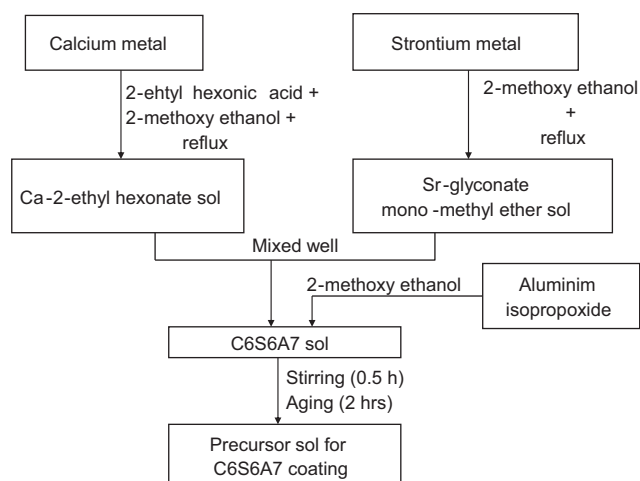 Calcium metal
Strontium metal
2-ehtyl hexonic acid +
2-methoxy ethanol +
reflux
2-methoxy ethanol
+
reflux
Ca-2-ethyl hexonate sol
Sr-glyconate
mono -methyl ether sol
Mixed well
2-methoxy ethanol
Aluminim
isopropoxide
C6S6A7 sol
Stirring (0.5 h)
Aging (2 hrs)
Precursor sol for
C6S6A7 coating